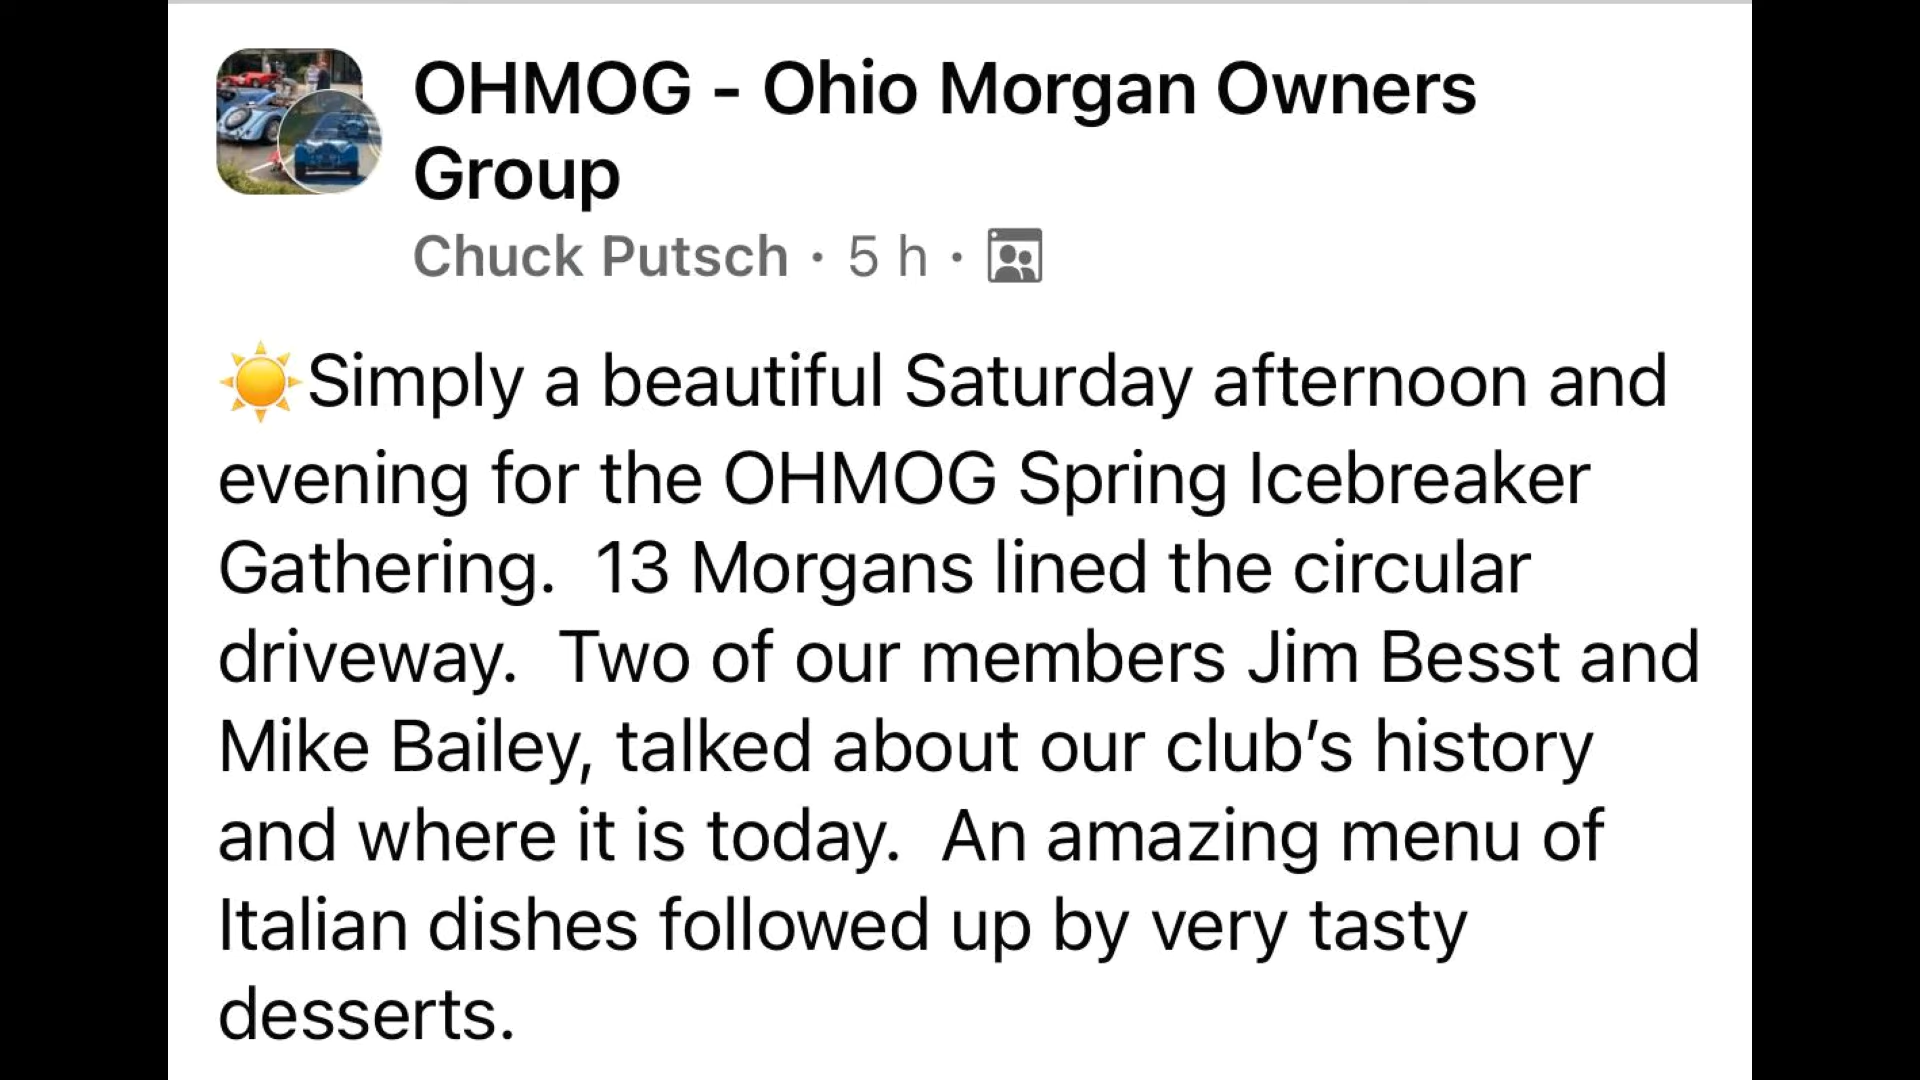 OHMOG - Ohio Morgan Owners
Group
Chuck Putsch · 5 h ·
☀️Simply a beautiful Saturday afternoon and
evening for the OHMOG Spring Icebreaker
Gathering.  13 Morgans lined the circular
driveway.  Two of our members Jim Besst and
Mike Bailey, talked about our club’s history
and where it is today.  An amazing menu of
Italian dishes followed up by very tasty
desserts.